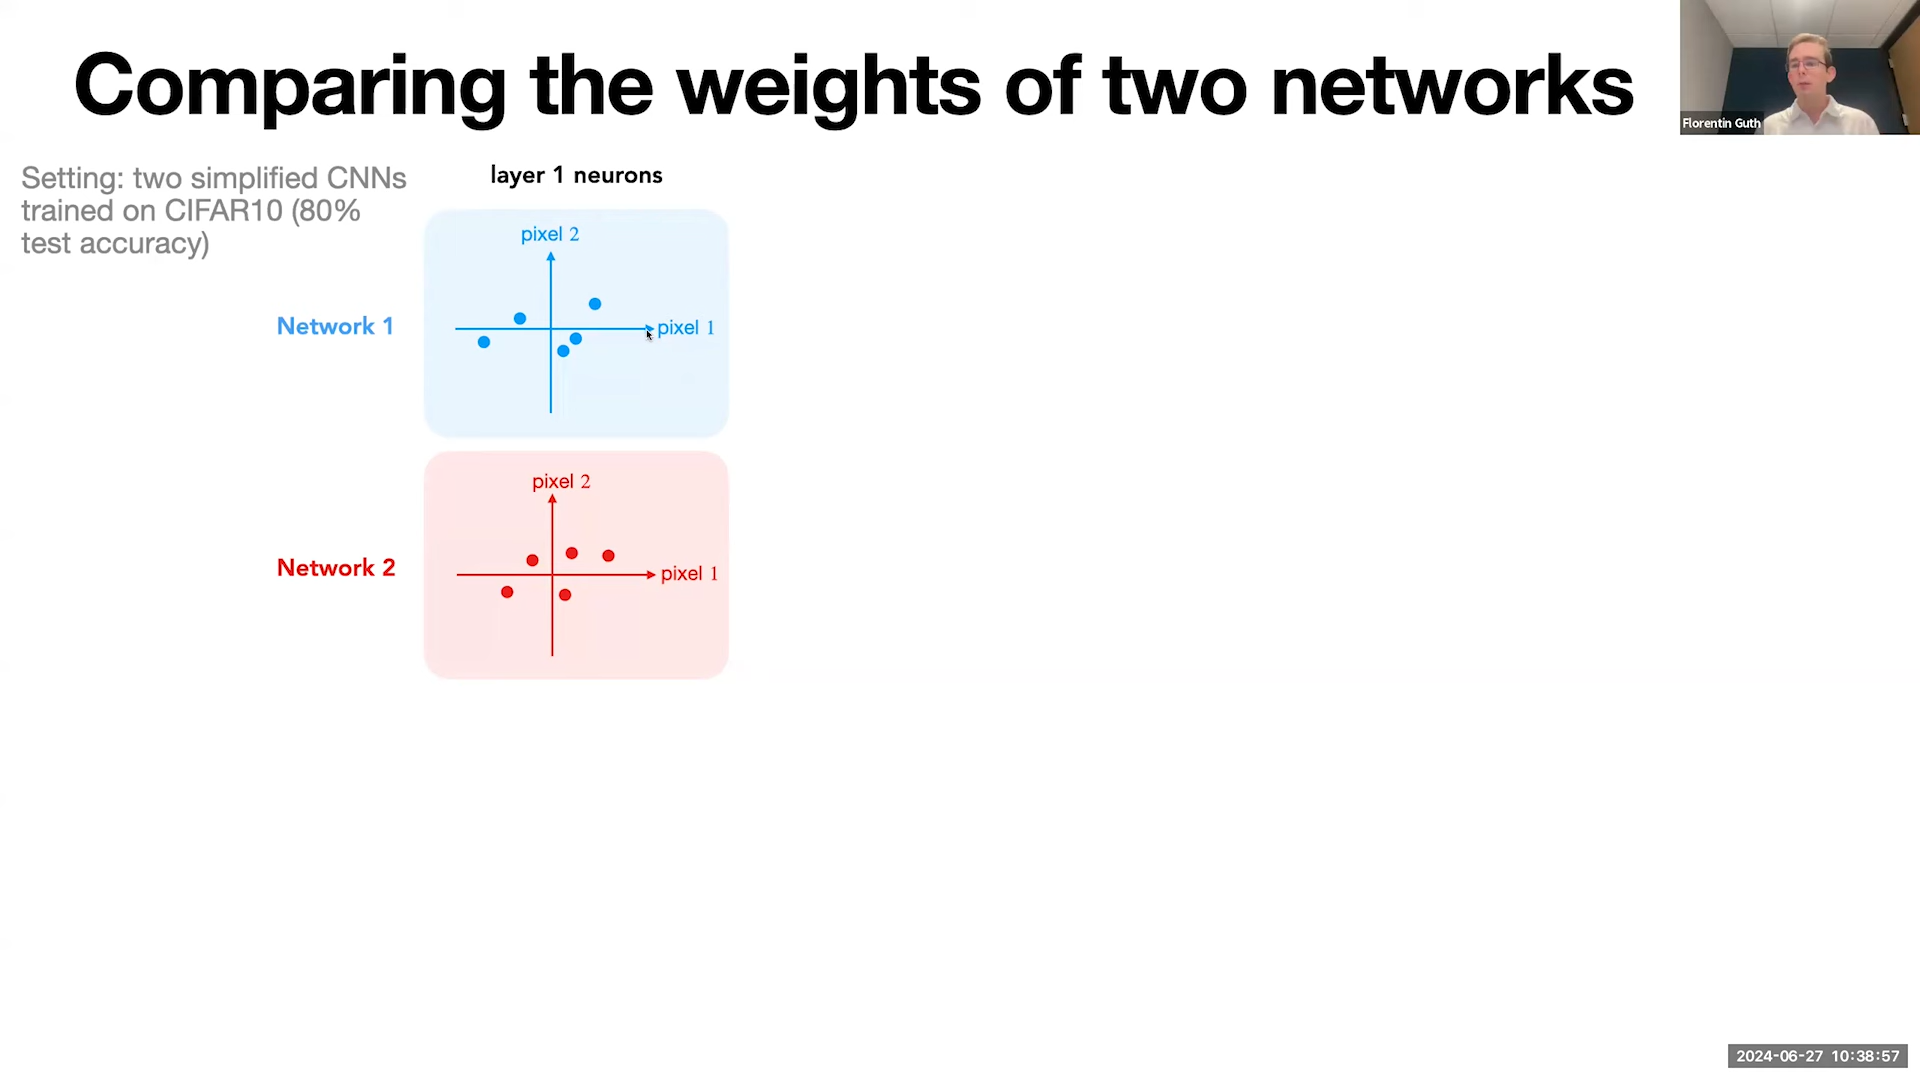 Comparing the weights of two networks
Florentin Guth
Setting: two simplified CNNs
trained on CIFAR10 (80%
test accuracy)
layer 1 neurons
pixel 2
Network 1
pixel 1
pixel 2
Network 2
pixel 1
2024-06-27 10:38:57